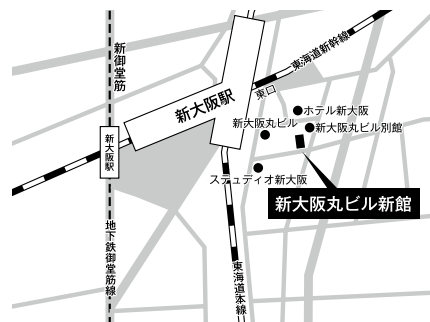 新御堂筋
東海道新幹線
新大阪駅
東口
ホテル新大阪
新大阪丸ビル
新大阪丸ビル別館
新大阪駅
ステュディオ新大阪
新大阪丸ビル新館
地下鉄御堂筋線
東海道本線